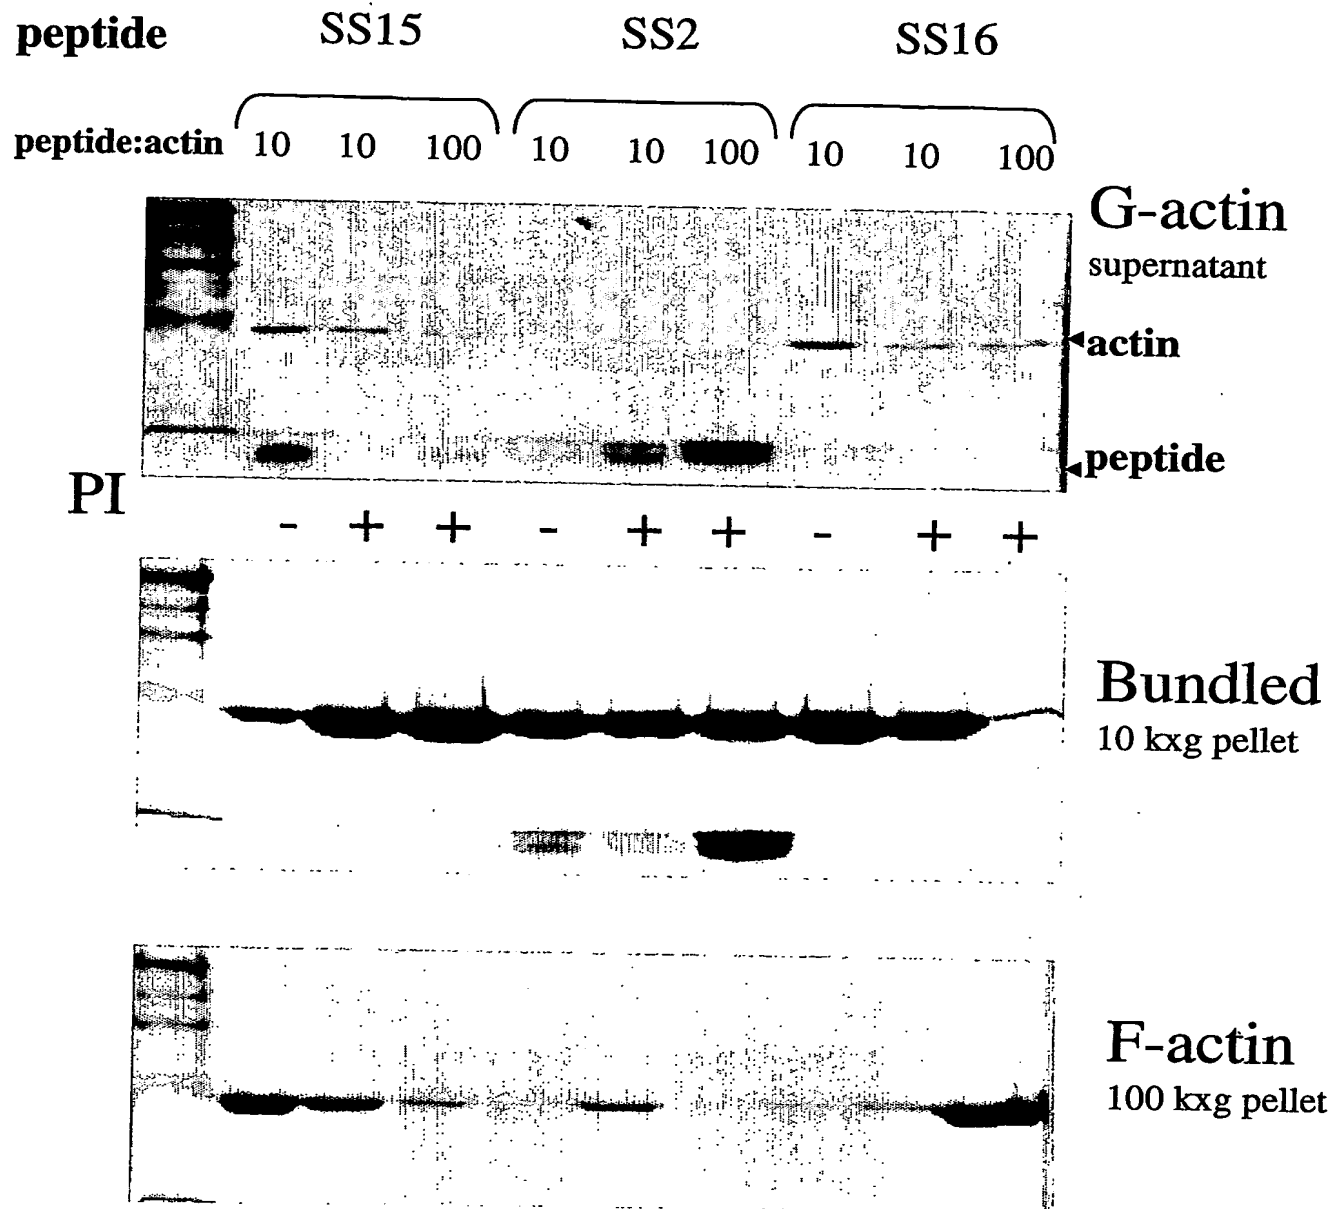 peptide SS15 SS2 SS16
peptide:actin 10 10 100 10 10 100 10 10 100
G-actin
supernatant
actin
peptide
PI - + + - + + - + +
Bundled
10 kxg pellet
F-actin
100 kxg pellet